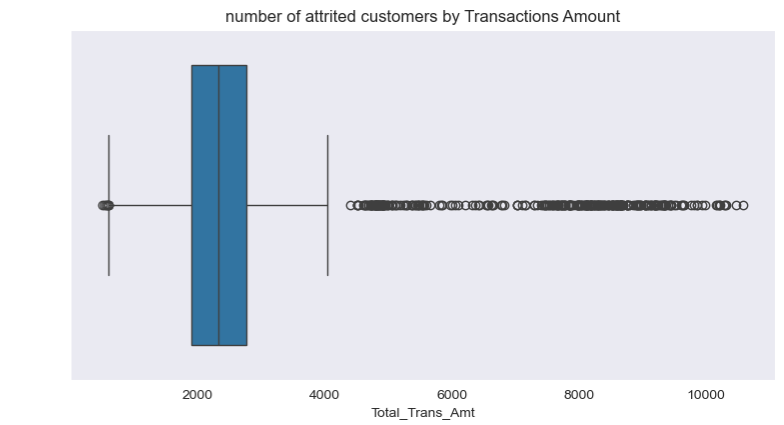 number of attrited customers by Transactions Amount
2000 4000 6000 8000 10000
Total_Trans_Amt